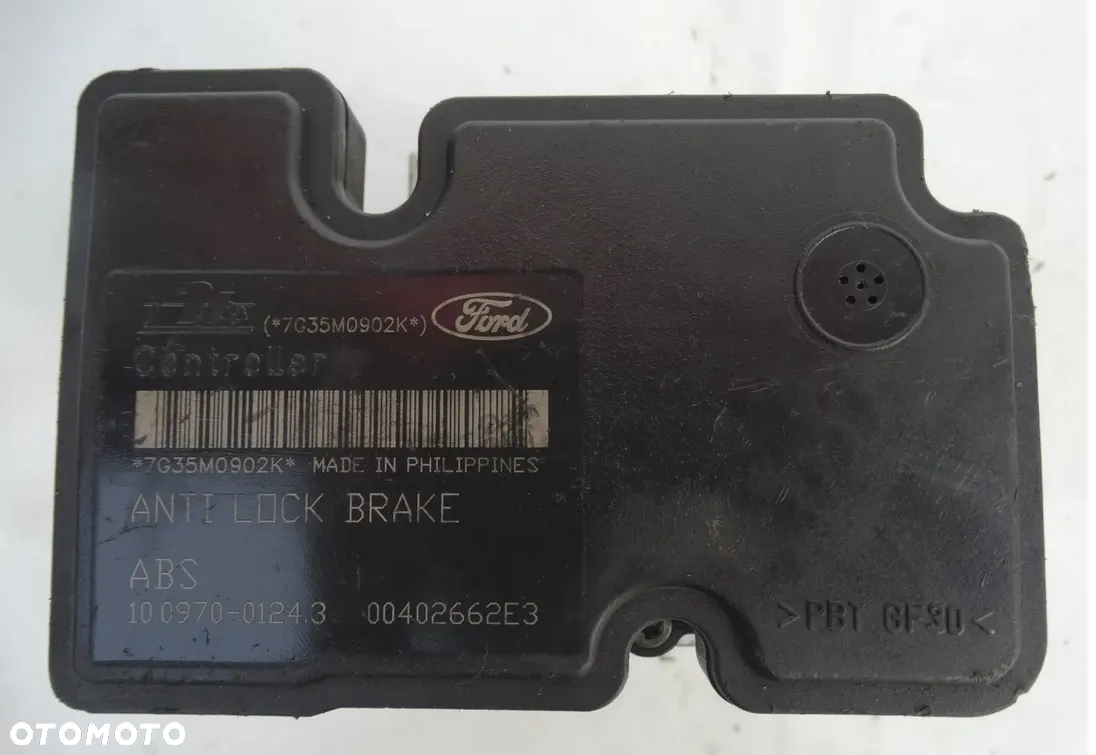 Ate (*7G35M0902K*) Ford
Controller
*7G35M0902K* MADE IN PHILIPPINES
ANTI LOCK BRAKE
ABS
10.0970-0124.3 00402662E3
>PBT GF30<
OTOMOTO